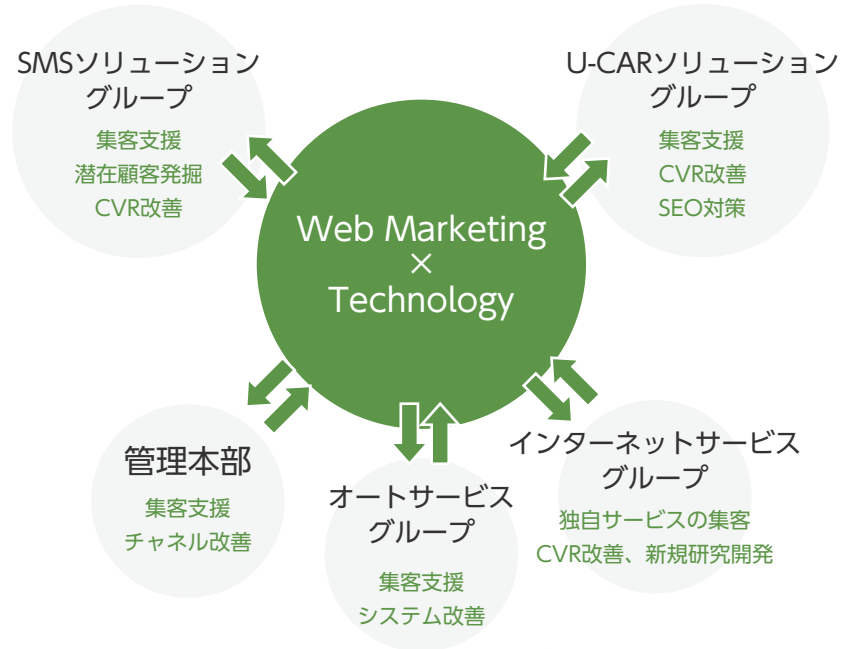 SMSソリューション
グループ
集客支援
潜在顧客発掘
CVR改善
U-CARソリューション
グループ
集客支援
CVR改善
SEO対策
Web Marketing
×
Technology
管理本部
集客支援
チャネル改善
オートサービス
グループ
集客支援
システム改善
インターネットサービス
グループ
独自サービスの集客
CVR改善、新規研究開発